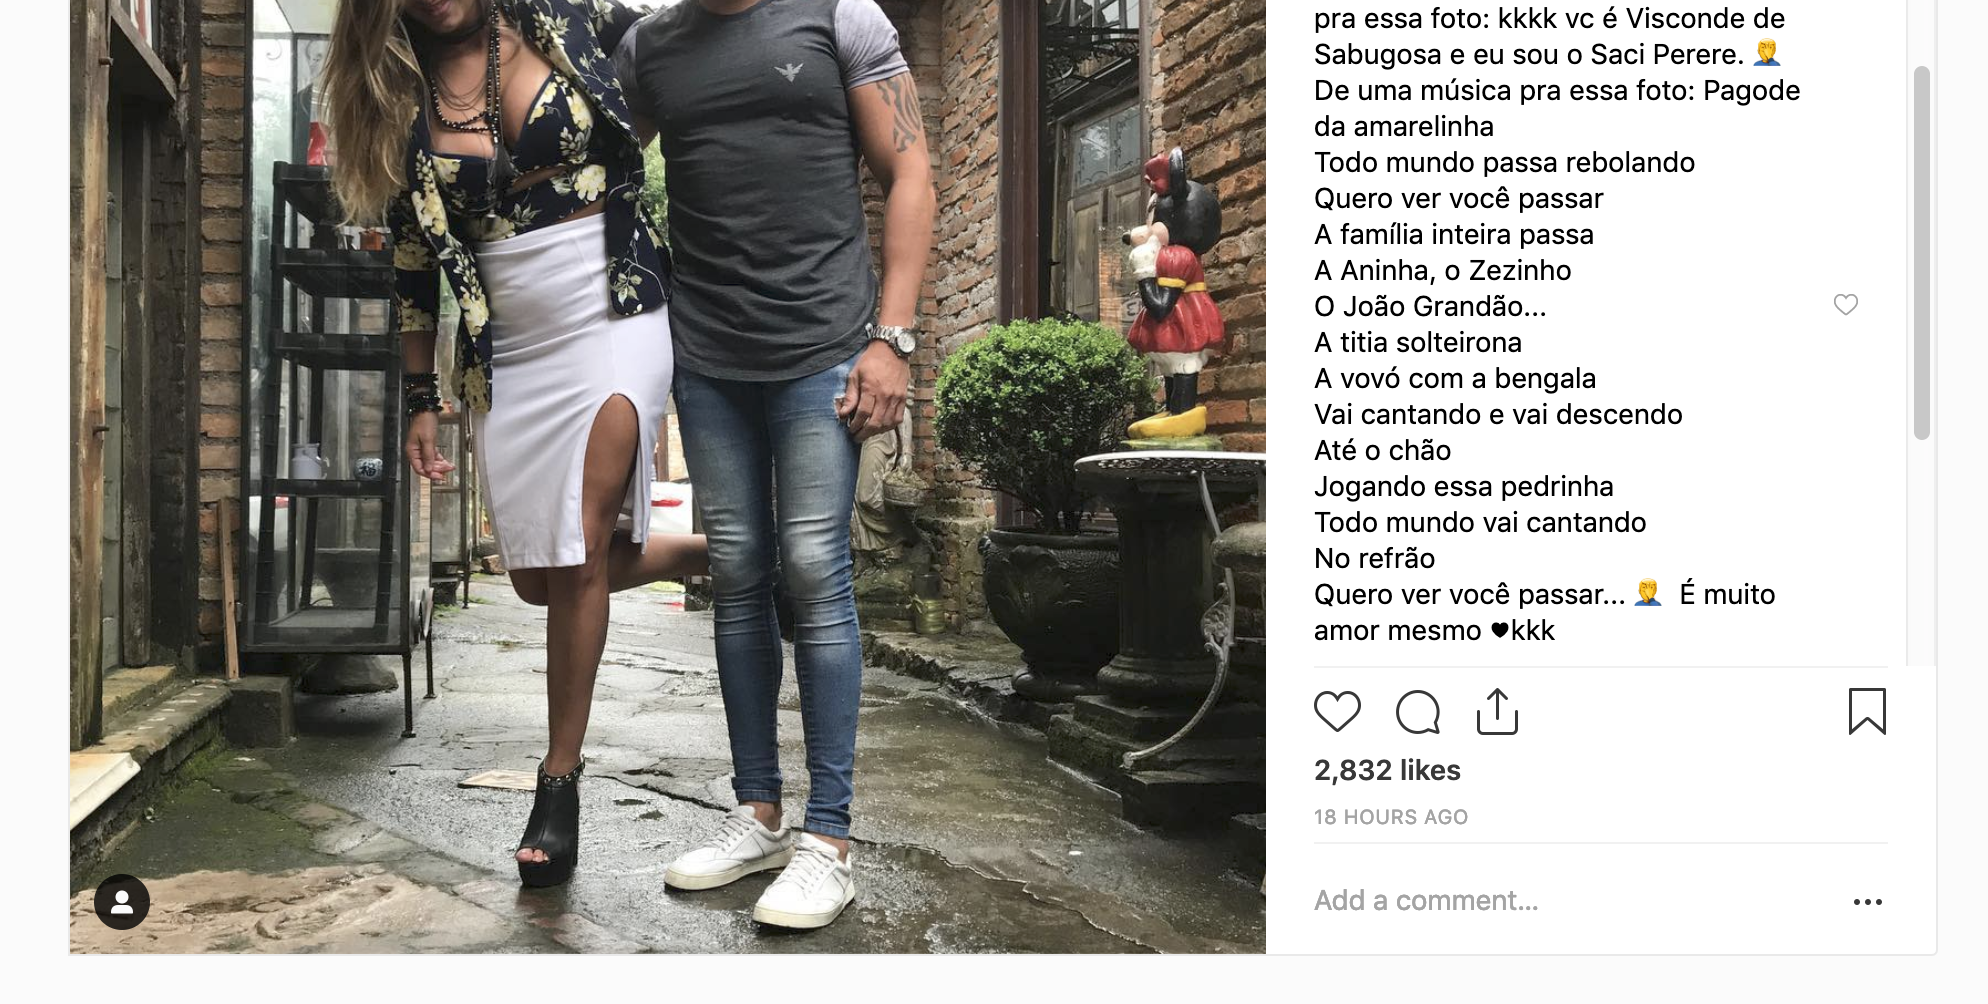 pra essa foto: kkkk vc é Visconde de
Sabugosa e eu sou o Saci Perere. 🤦‍♂️
De uma música pra essa foto: Pagode
da amarelinha
Todo mundo passa rebolando
Quero ver você passar
A família inteira passa
A Aninha, o Zezinho
O João Grandão...
A titia solteirona
A vovó com a bengala
Vai cantando e vai descendo
Até o chão
Jogando essa pedrinha
Todo mundo vai cantando
No refrão
Quero ver você passar... 🤦‍♂️ É muito
amor mesmo ♥kkk
2,832 likes
18 HOURS AGO
Add a comment...